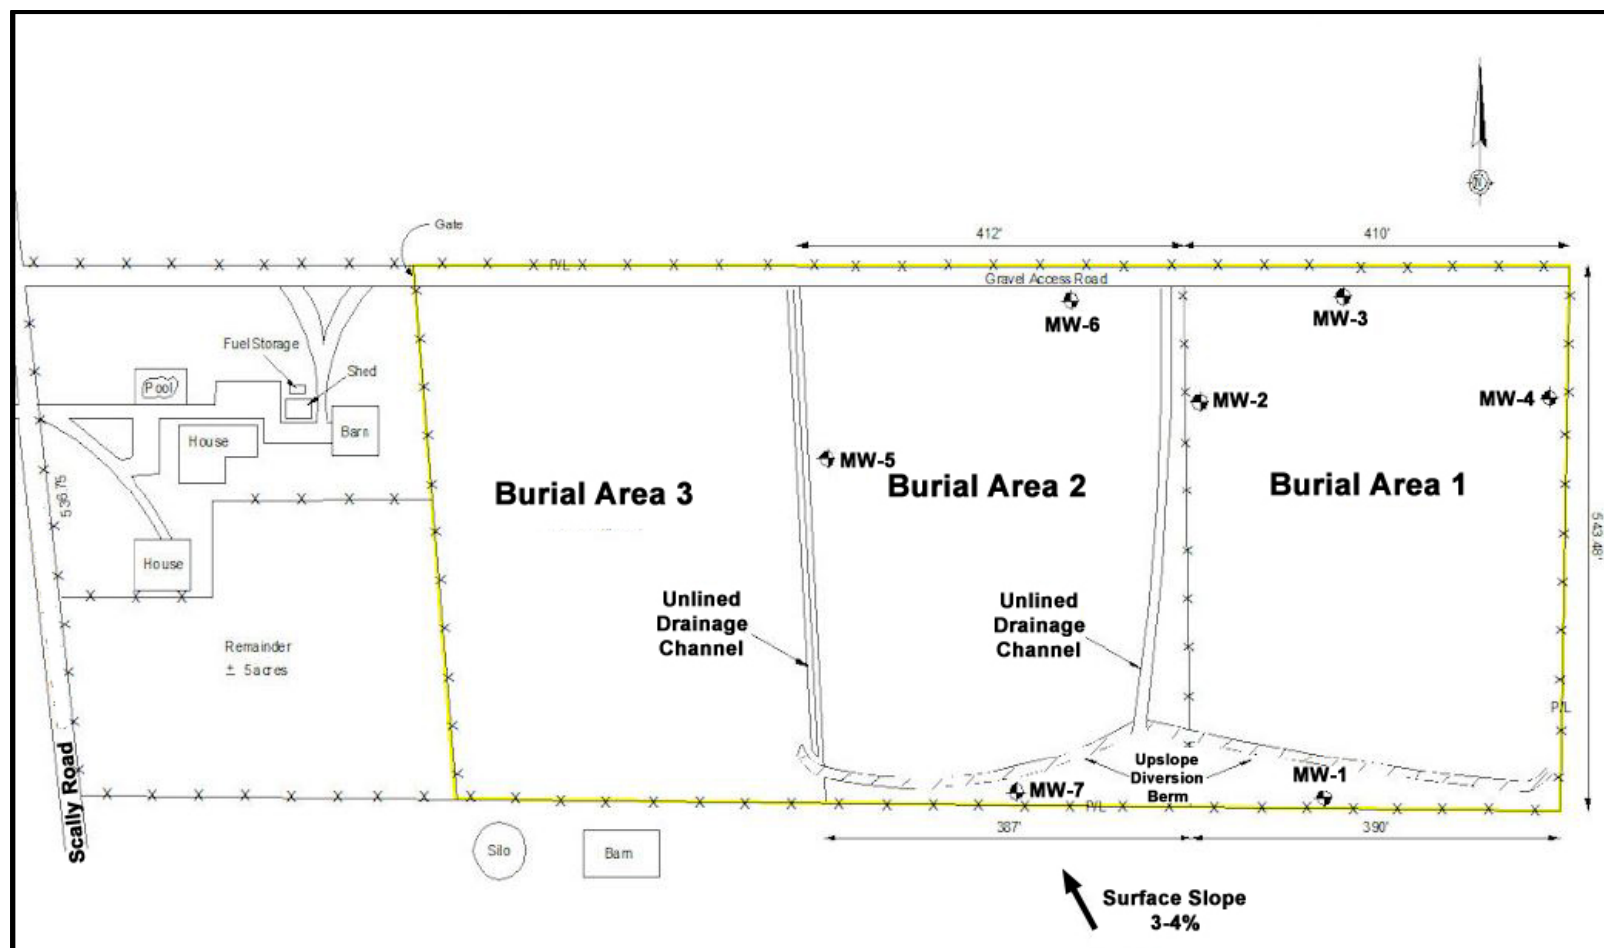 412'
410'
Gate
P/L
Gravel Access Road
MW-6
MW-3
Fuel Storage
Shed
Pool
MW-2
MW-4
House
Barn
MW-5
Burial Area 3
Burial Area 2
Burial Area 1
536.75
543.48'
House
Unlined
Drainage
Channel
Unlined
Drainage
Channel
Remainder
± 5 acres
P/L
Scally Road
Upslope
Diversion
Berm
MW-1
MW-7
P/L
387'
390'
Silo
Barn
Surface Slope
3-4%